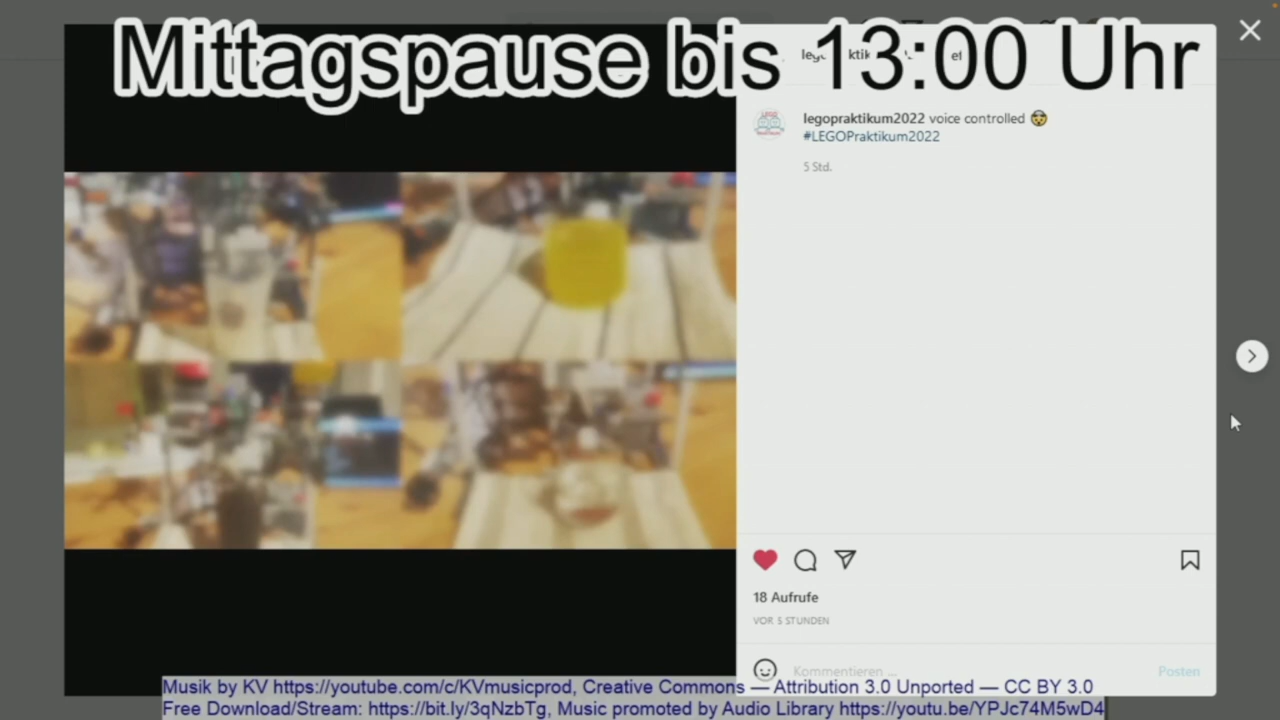 Mittagspause bis 13:00 Uhr
legopraktikum2022 voice controlled 🤯
#LEGOPraktikum2022
5 Std.
18 Aufrufe
VOR 5 STUNDEN
Kommentieren ...
Posten
Musik by KV https://youtube.com/c/KVmusicprod, Creative Commons — Attribution 3.0 Unported — CC BY 3.0
Free Download/Stream: https://bit.ly/3qNzbTg, Music promoted by Audio Library https://youtu.be/YPJc74M5wD4